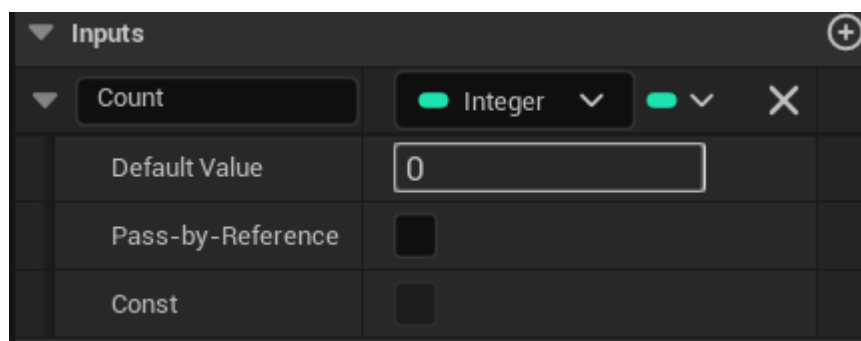 Inputs
Count Integer
Default Value 0
Pass-by-Reference
Const